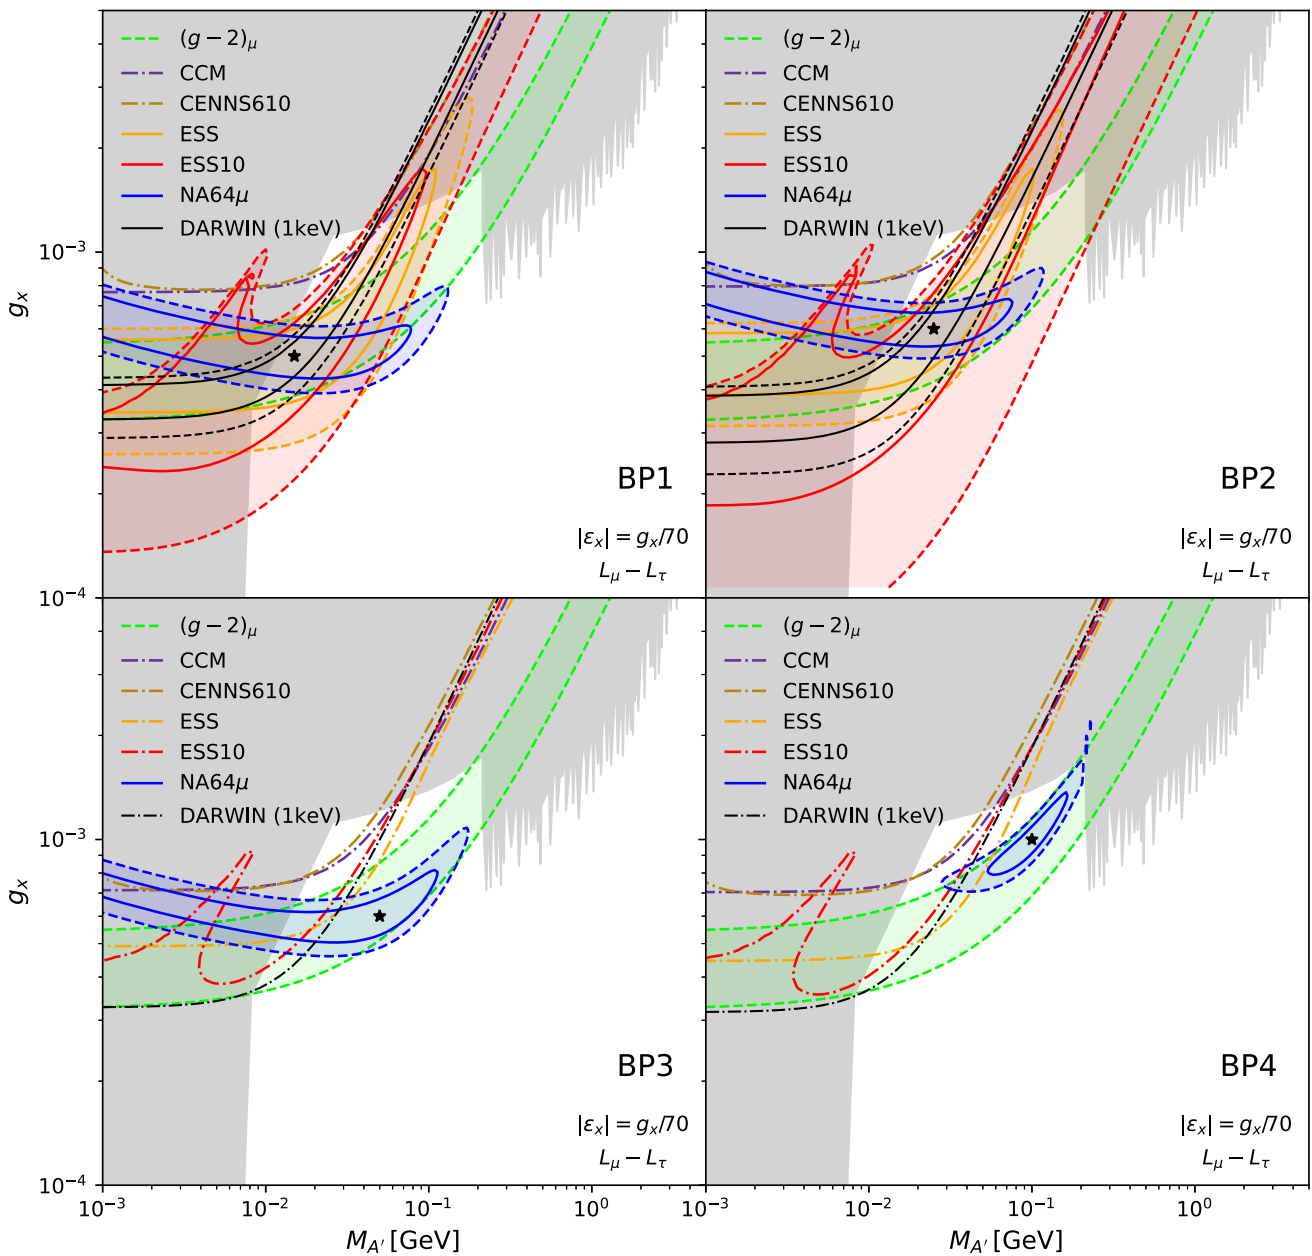 (g − 2)μ
CCM
CENNS610
ESS
ESS10
NA64μ
DARWIN (1keV)
BP1
|εx| = gx/70
Lμ − Lτ
10⁻³
10⁻⁴
gx
(g − 2)μ
CCM
CENNS610
ESS
ESS10
NA64μ
DARWIN (1keV)
BP2
|εx| = gx/70
Lμ − Lτ
(g − 2)μ
CCM
CENNS610
ESS
ESS10
NA64μ
DARWIN (1keV)
BP3
|εx| = gx/70
Lμ − Lτ
10⁻³
10⁻⁴
gx
10⁻³ 10⁻² 10⁻¹ 10⁰
MA′ [GeV]
(g − 2)μ
CCM
CENNS610
ESS
ESS10
NA64μ
DARWIN (1keV)
BP4
|εx| = gx/70
Lμ − Lτ
10⁻³ 10⁻² 10⁻¹ 10⁰
MA′ [GeV]